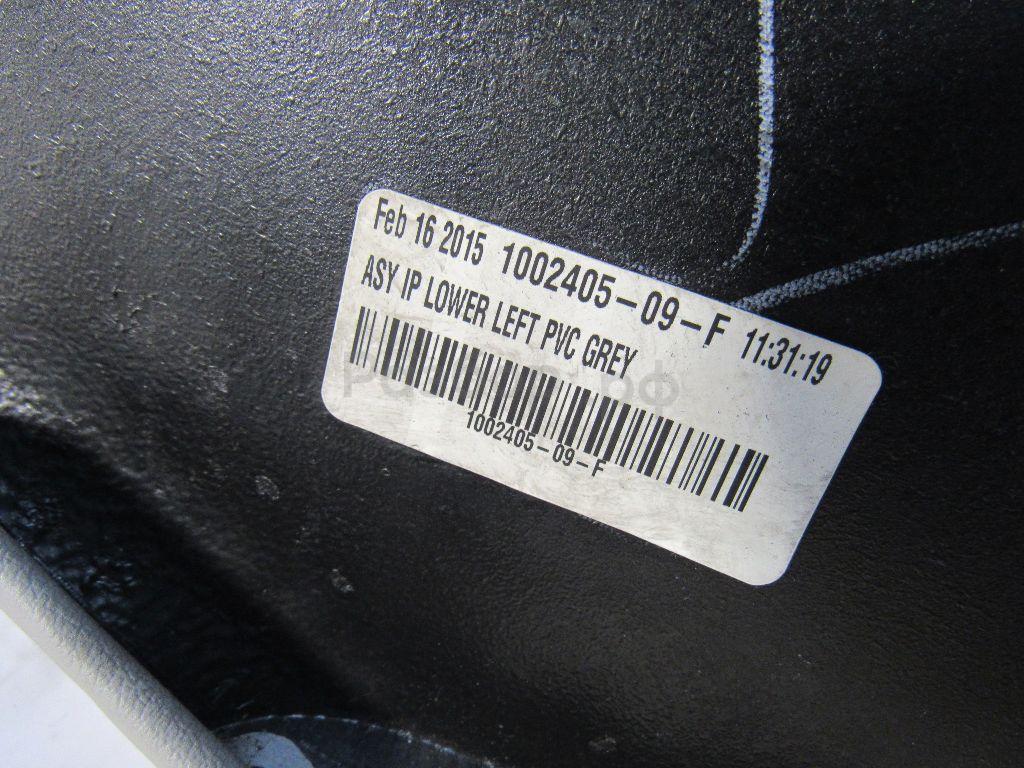 Feb 16 2015 1002405-09-F 11:31:19
ASY IP LOWER LEFT PVC GREY
1002405-09-F